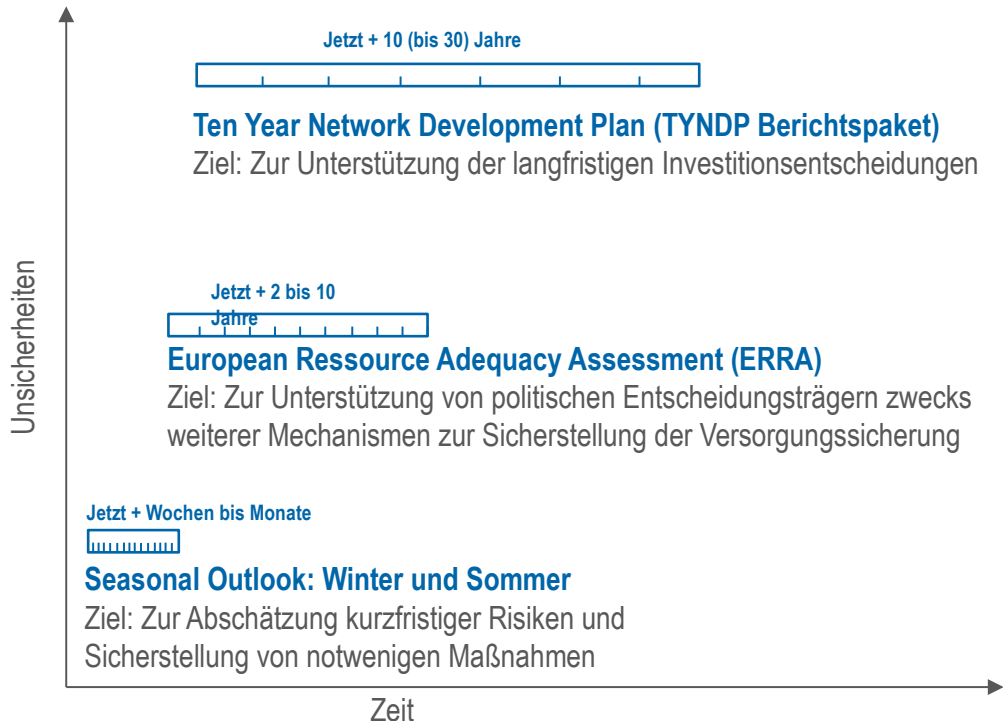 Jetzt + 10 (bis 30) Jahre
Ten Year Network Development Plan (TYNDP Berichtspaket)
Ziel: Zur Unterstützung der langfristigen Investitionsentscheidungen
Unsicherheiten
Jetzt + 2 bis 10
Jahre
European Ressource Adequacy Assessment (ERRA)
Ziel: Zur Unterstützung von politischen Entscheidungsträgern zwecks
weiterer Mechanismen zur Sicherstellung der Versorgungssicherung
Jetzt + Wochen bis Monate
Seasonal Outlook: Winter und Sommer
Ziel: Zur Abschätzung kurzfristiger Risiken und
Sicherstellung von notwenigen Maßnahmen
Zeit